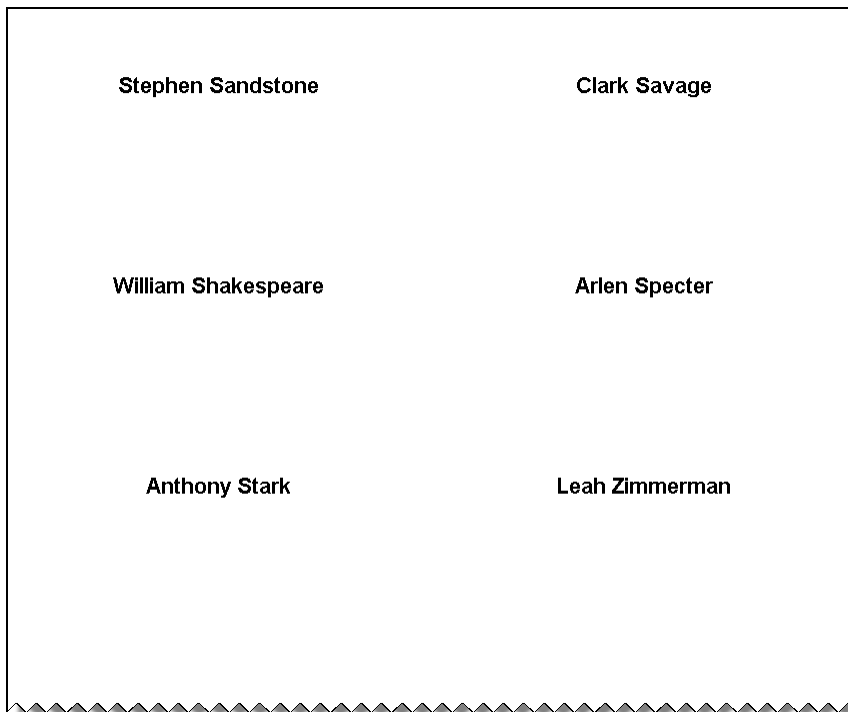 Stephen Sandstone
Clark Savage
William Shakespeare
Arlen Specter
Anthony Stark
Leah Zimmerman